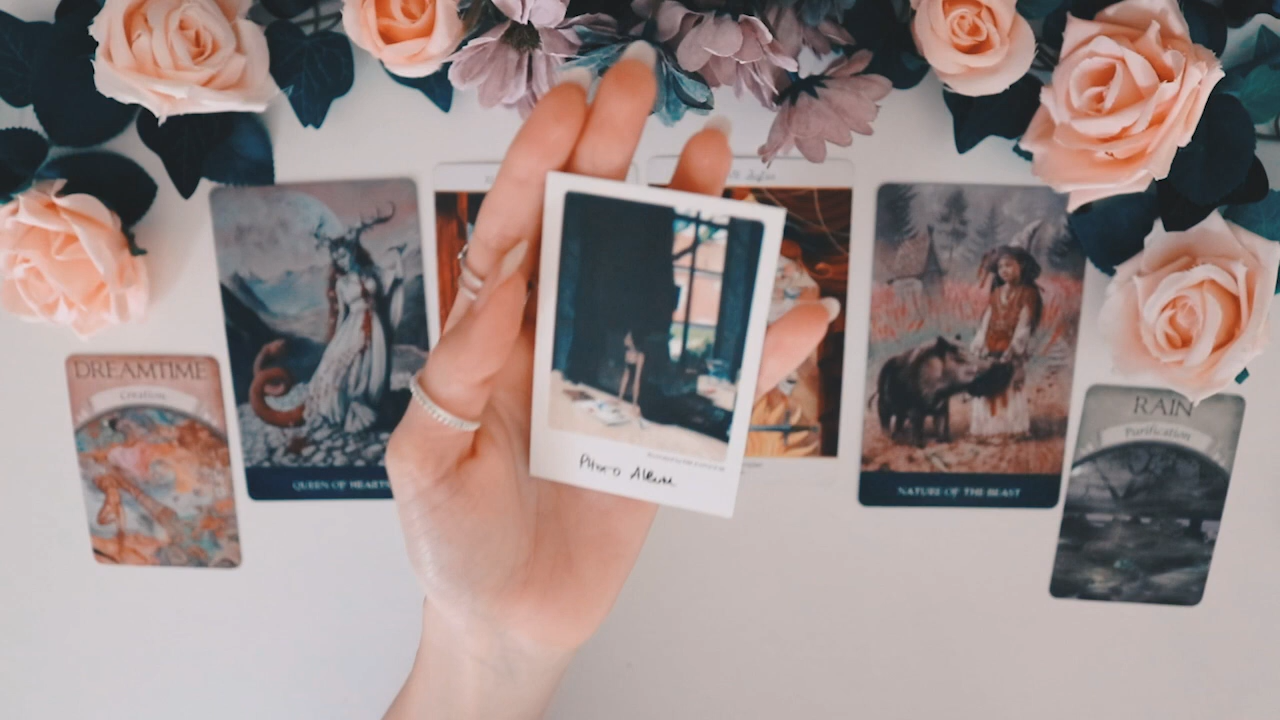 DREAMTIME
Creation
QUEEN OF HEARTS
Photo Album
NATURE OF THE BEAST
RAIN
Purification